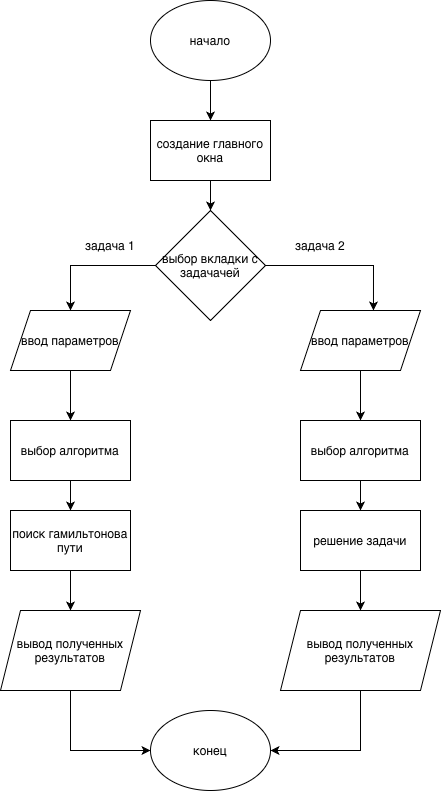 начало
создание главного
окна
задача 1
задача 2
выбор вкладки с
задачачей
ввод параметров
ввод параметров
выбор алгоритма
выбор алгоритма
поиск гамильтонова
пути
решение задачи
вывод полученных
результатов
вывод полученных
результатов
конец